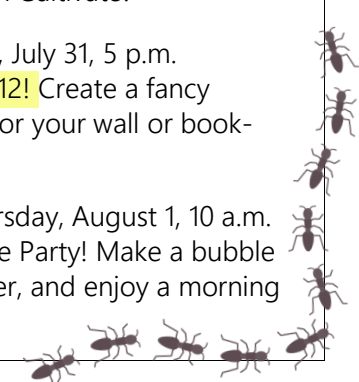 , July 31, 5 p.m.
12! Create a fancy
or your wall or book-
rsday, August 1, 10 a.m.
e Party! Make a bubble
er, and enjoy a morning